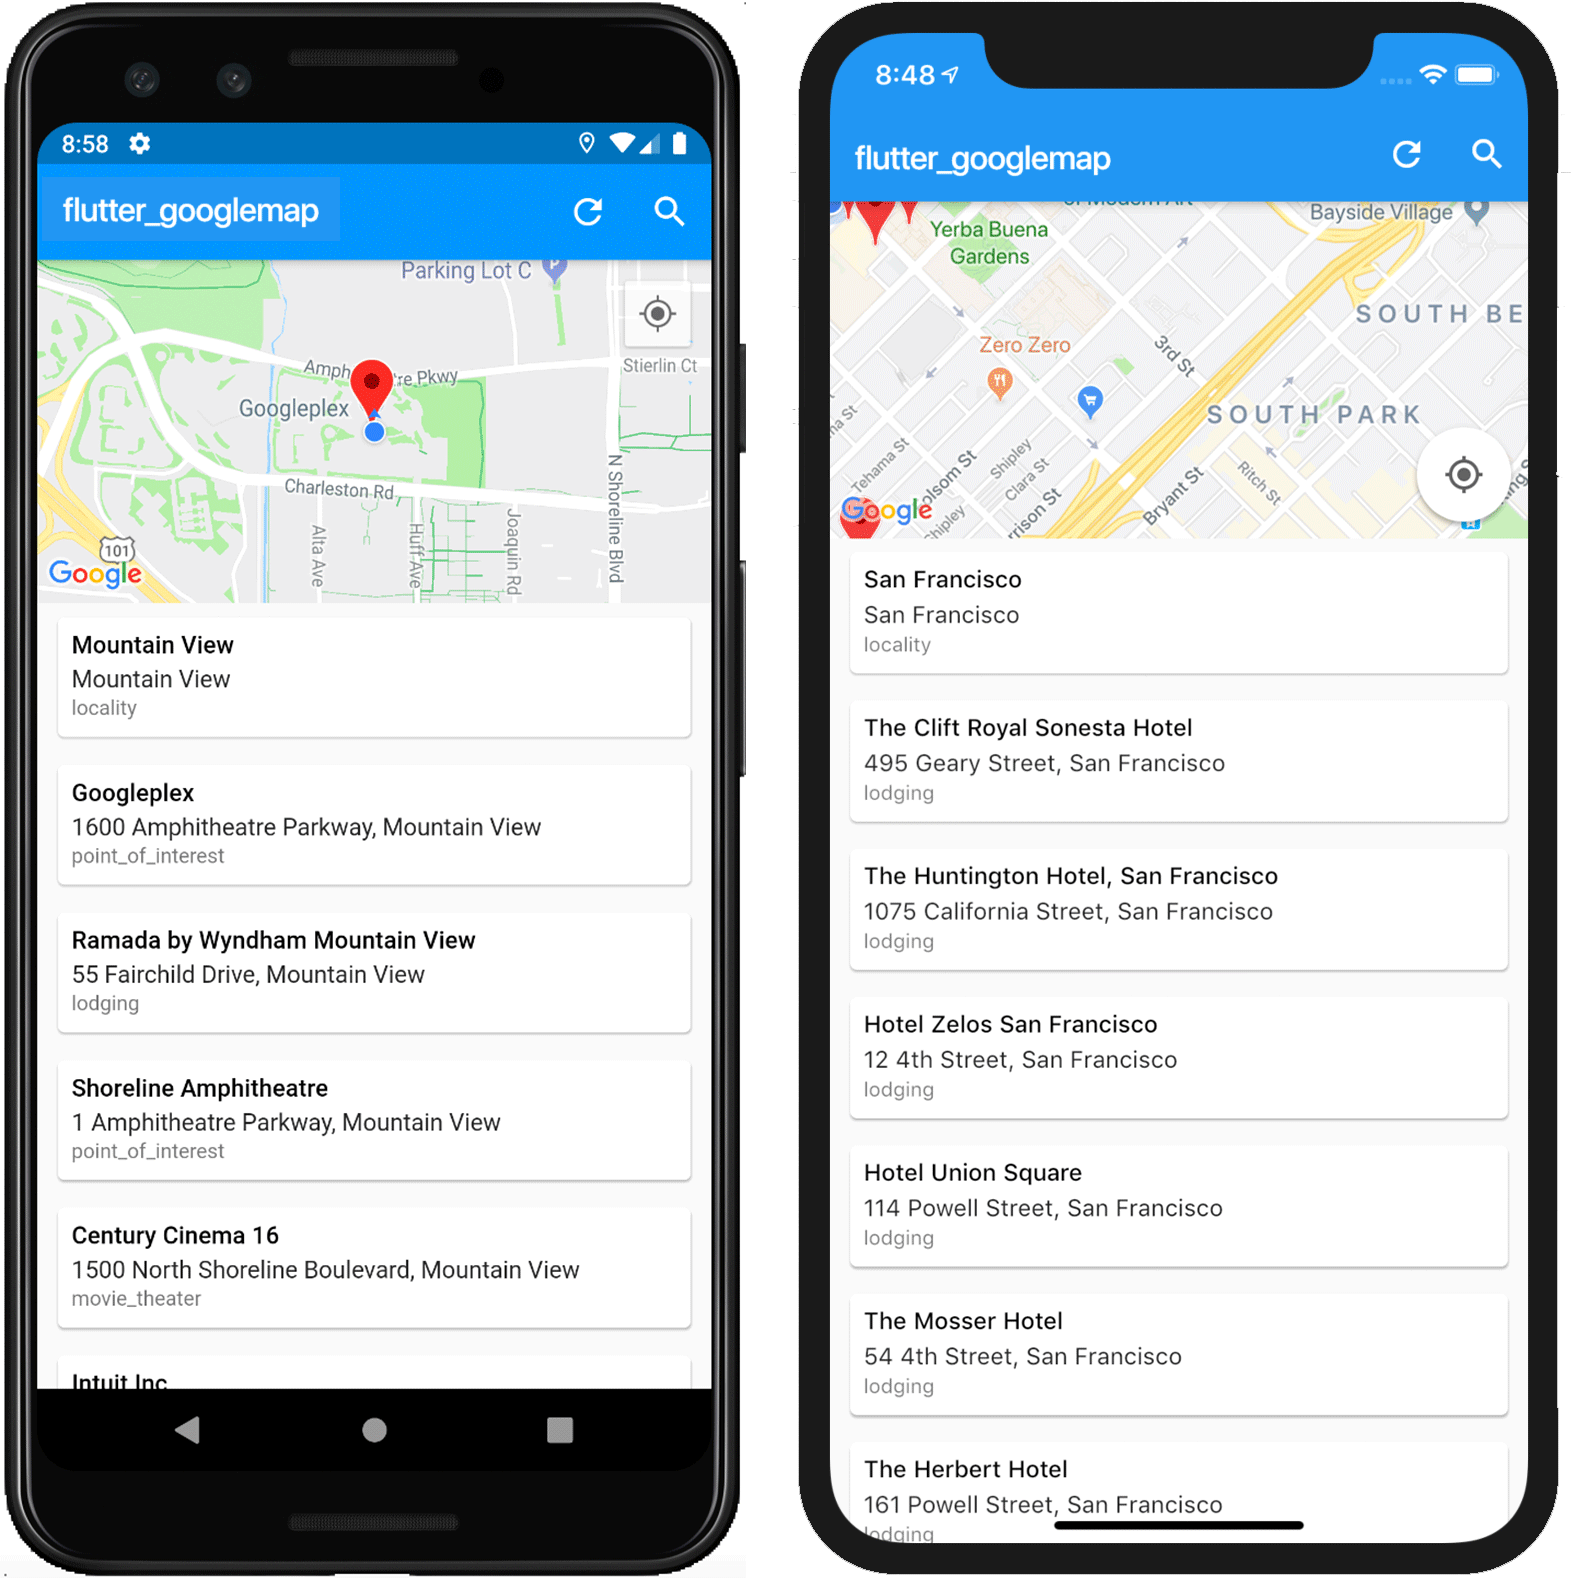 8:58
flutter_googlemap
Parking Lot C
P
Stierlin Ct
Pkwy
Googleplex
Charleston Rd
N Shoreline Blvd
Alta Ave
Huff Ave
Joaquin Rd
101
Google
Mountain View
Mountain View
locality
Googleplex
1600 Amphitheatre Parkway, Mountain View
point_of_interest
Ramada by Wyndham Mountain View
55 Fairchild Drive, Mountain View
lodging
Shoreline Amphitheatre
1 Amphitheatre Parkway, Mountain View
point_of_interest
Century Cinema 16
1500 North Shoreline Boulevard, Mountain View
movie_theater
Intuit Inc
8:48
flutter_googlemap
of Modern Art
Bayside Village
Yerba Buena
Gardens
SOUTH BE
Zero Zero
3rd St
SOUTH PARK
Tehama St
Shipley
Clara St
Ritch St
Bryant St
Shipley
Google
San Francisco
San Francisco
locality
The Clift Royal Sonesta Hotel
495 Geary Street, San Francisco
lodging
The Huntington Hotel, San Francisco
1075 California Street, San Francisco
lodging
Hotel Zelos San Francisco
12 4th Street, San Francisco
lodging
Hotel Union Square
114 Powell Street, San Francisco
lodging
The Mosser Hotel
54 4th Street, San Francisco
lodging
The Herbert Hotel
161 Powell Street, San Francisco
lodging